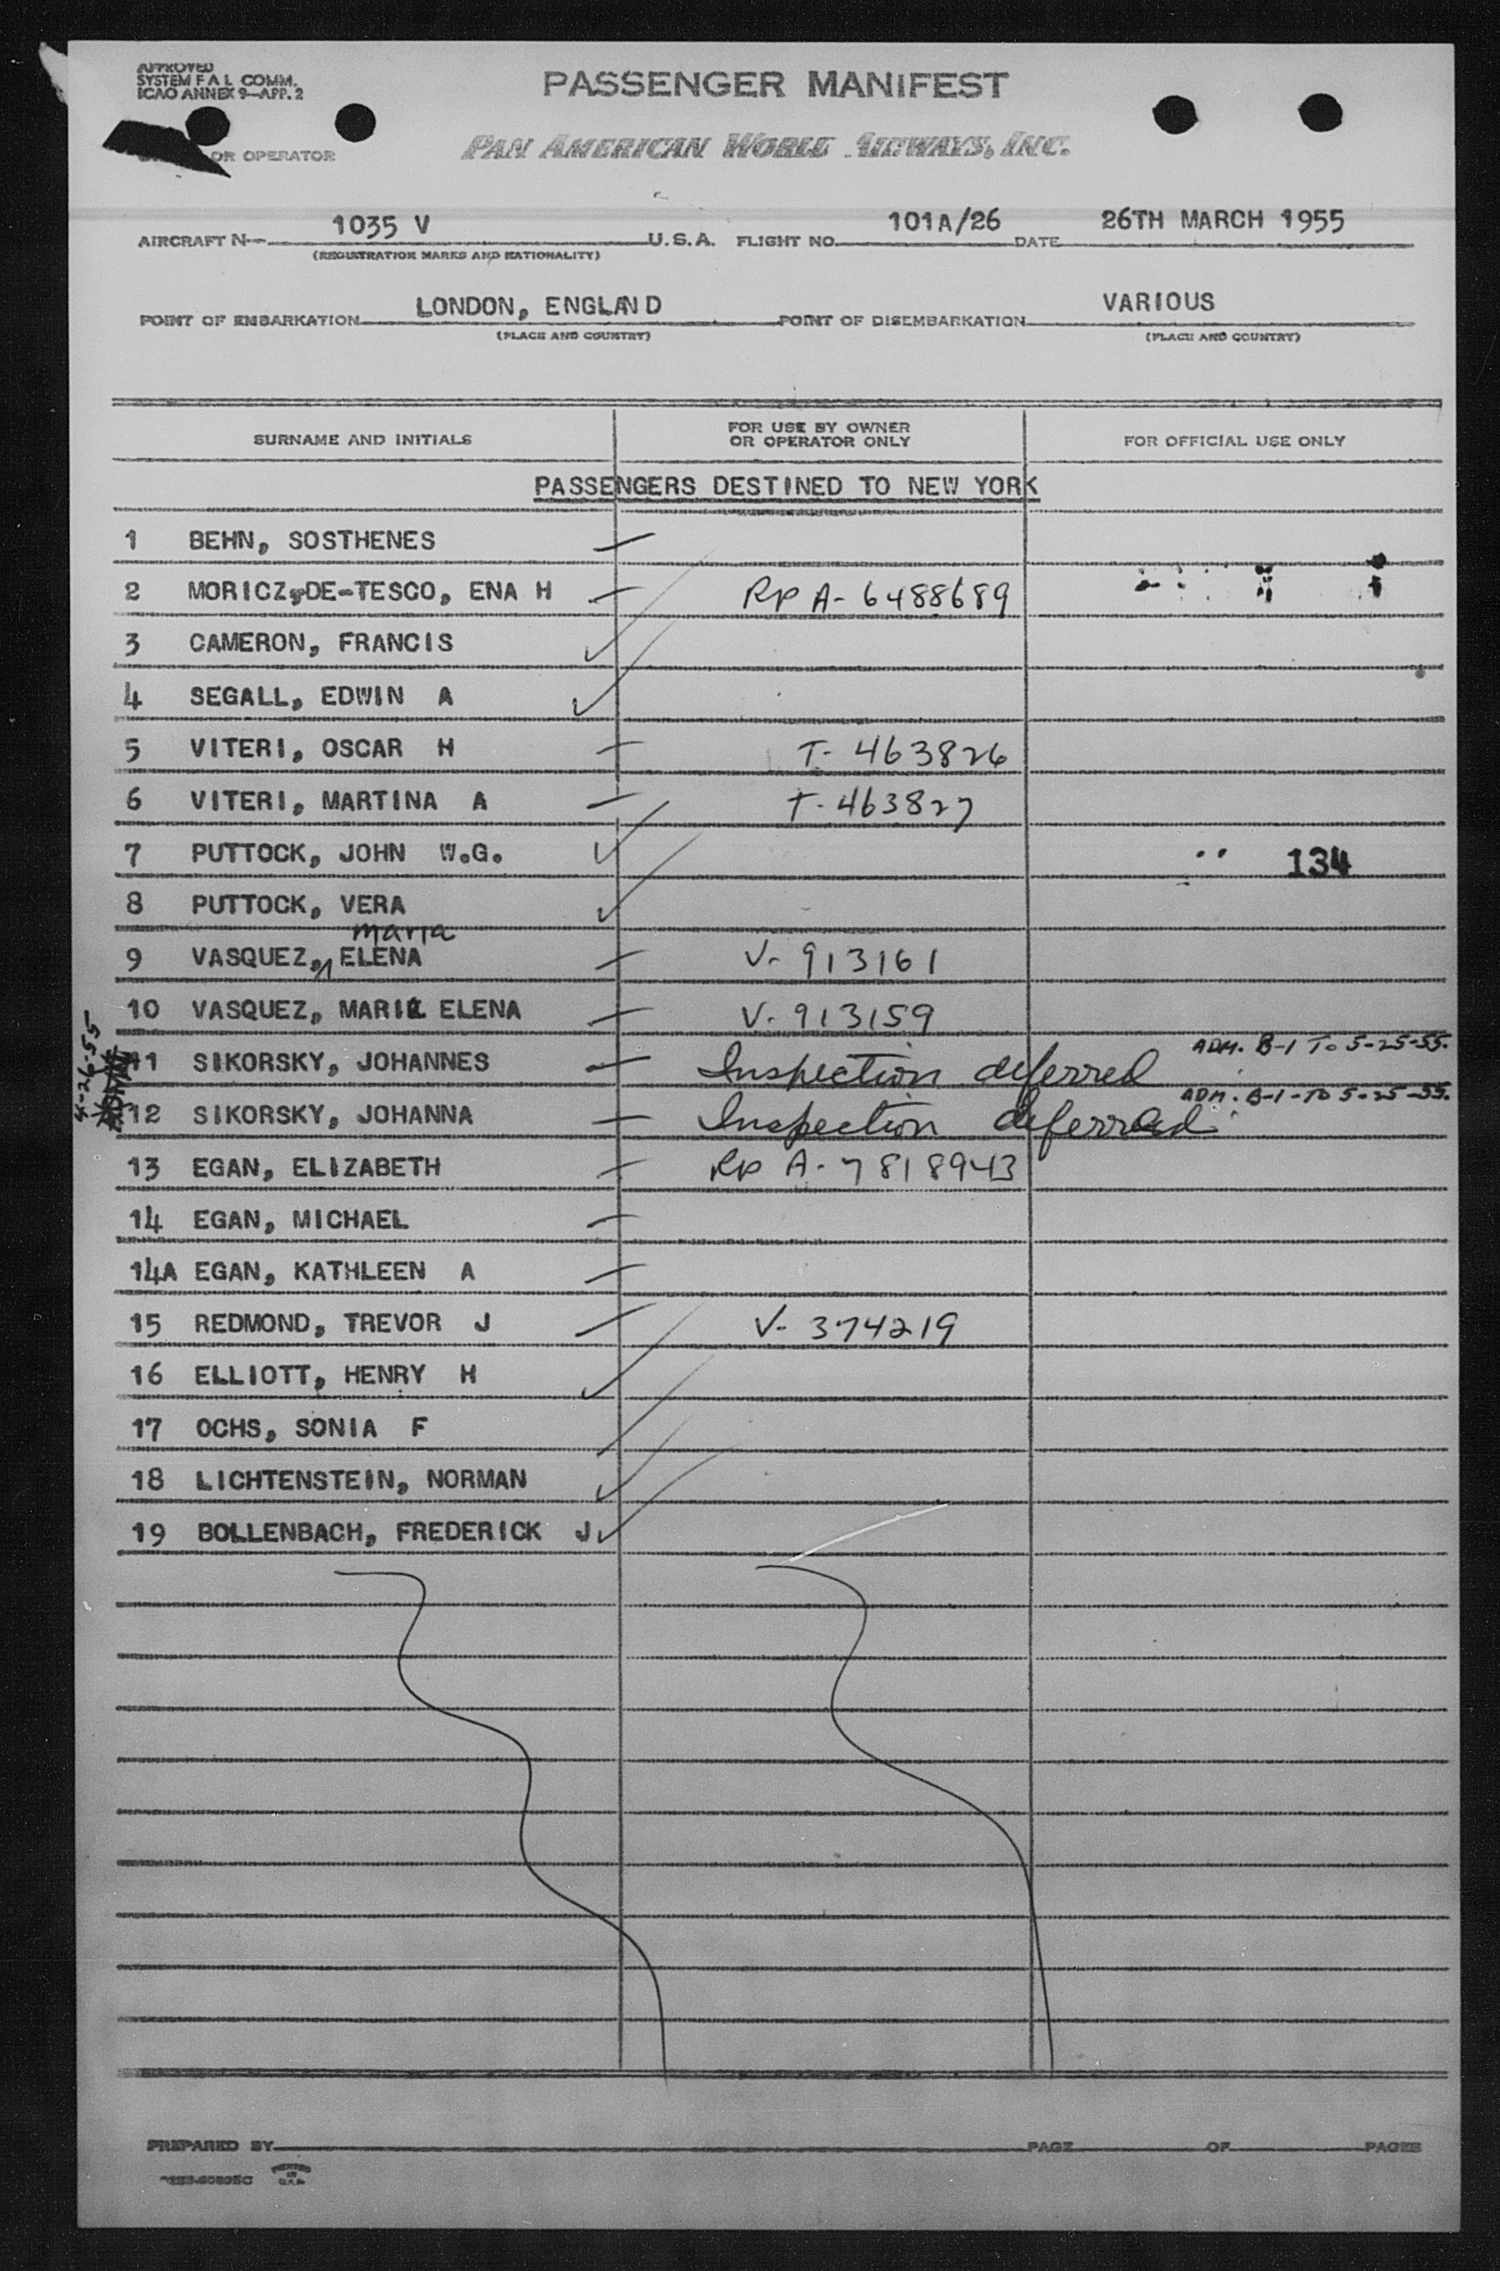 APPROVED
SYSTEM F A L COMM.
ICAO ANNEX 9—APP. 2
PASSENGER MANIFEST
OR OPERATOR
PAN AMERICAN WORLD AIRWAYS, INC.
AIRCRAFT N— 1035 V U.S.A. FLIGHT NO. 101A/26 DATE 26TH MARCH 1955
(REGISTRATION MARKS AND NATIONALITY)
POINT OF EMBARKATION LONDON, ENGLAND POINT OF DISEMBARKATION VARIOUS
(PLACE AND COUNTRY) (PLACE AND COUNTRY)
SURNAME AND INITIALS FOR USE BY OWNER OR OPERATOR ONLY FOR OFFICIAL USE ONLY
PASSENGERS DESTINED TO NEW YORK
1 BEHN, SOSTHENES
2 MORICZ-DE-TESCO, ENA H RP A- 6488689
3 CAMERON, FRANCIS
4 SEGALL, EDWIN A
5 VITERI, OSCAR H T- 463826
6 VITERI, MARTINA A T- 463827
7 PUTTOCK, JOHN W.G. 134
8 PUTTOCK, VERA
maria
9 VASQUEZ, ELENA V- 913161
10 VASQUEZ, MARIA ELENA V- 913159
ADM. B-1 To 5-25-55.
11 SIKORSKY, JOHANNES Inspection deferred
ADM. B-1-TO 5-25-55.
12 SIKORSKY, JOHANNA Inspection deferred
4-26-55
13 EGAN, ELIZABETH RP A- 7818943
14 EGAN, MICHAEL
14A EGAN, KATHLEEN A
15 REDMOND, TREVOR J V- 374219
16 ELLIOTT, HENRY H
17 OCHS, SONIA F
18 LICHTENSTEIN, NORMAN
19 BOLLENBACH, FREDERICK J
PREPARED BY PAGE OF PAGES
PRINTED IN U.S.A.